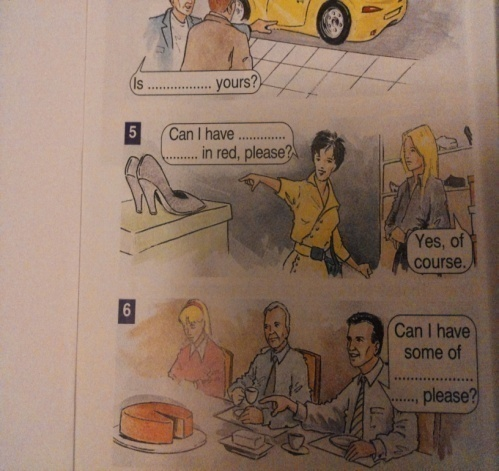 Is ................. yours?
5
Can I have .............
.......... in red, please?
Yes, of
course.
6
Can I have
some of
......................
......, please?